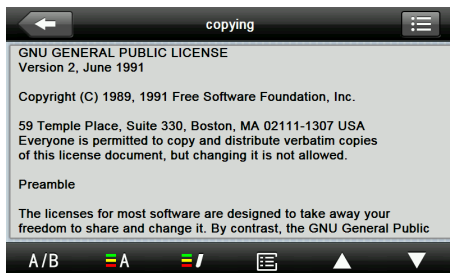 copying
GNU GENERAL PUBLIC LICENSE
Version 2, June 1991
Copyright (C) 1989, 1991 Free Software Foundation, Inc.
59 Temple Place, Suite 330, Boston, MA 02111-1307 USA
Everyone is permitted to copy and distribute verbatim copies
of this license document, but changing it is not allowed.
Preamble
The licenses for most software are designed to take away your
freedom to share and change it. By contrast, the GNU General Public
A/B A